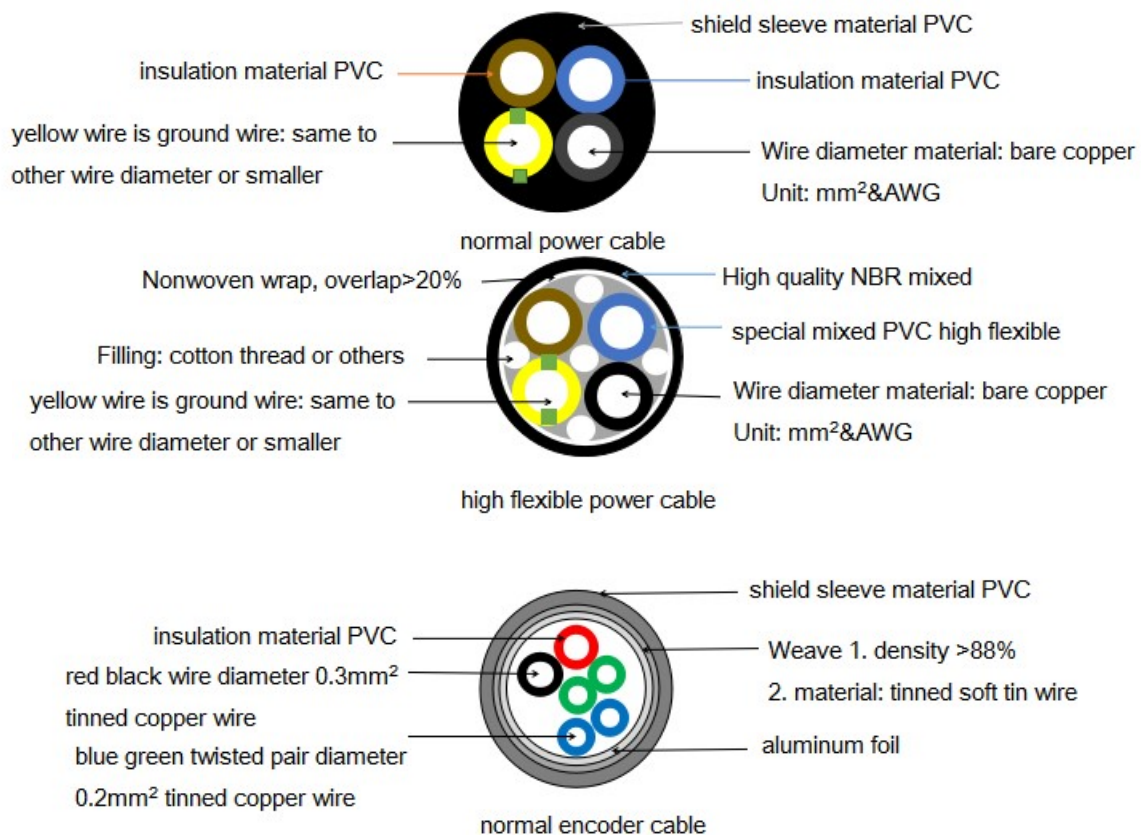 shield sleeve material PVC
insulation material PVC
insulation material PVC
yellow wire is ground wire: same to
other wire diameter or smaller
Wire diameter material: bare copper
Unit: mm²&AWG
normal power cable
Nonwoven wrap, overlap>20%
High quality NBR mixed
special mixed PVC high flexible
Filling: cotton thread or others
yellow wire is ground wire: same to
other wire diameter or smaller
Wire diameter material: bare copper
Unit: mm²&AWG
high flexible power cable
shield sleeve material PVC
insulation material PVC
red black wire diameter 0.3mm²
tinned copper wire
Weave 1. density >88%
2. material: tinned soft tin wire
blue green twisted pair diameter
0.2mm² tinned copper wire
aluminum foil
normal encoder cable